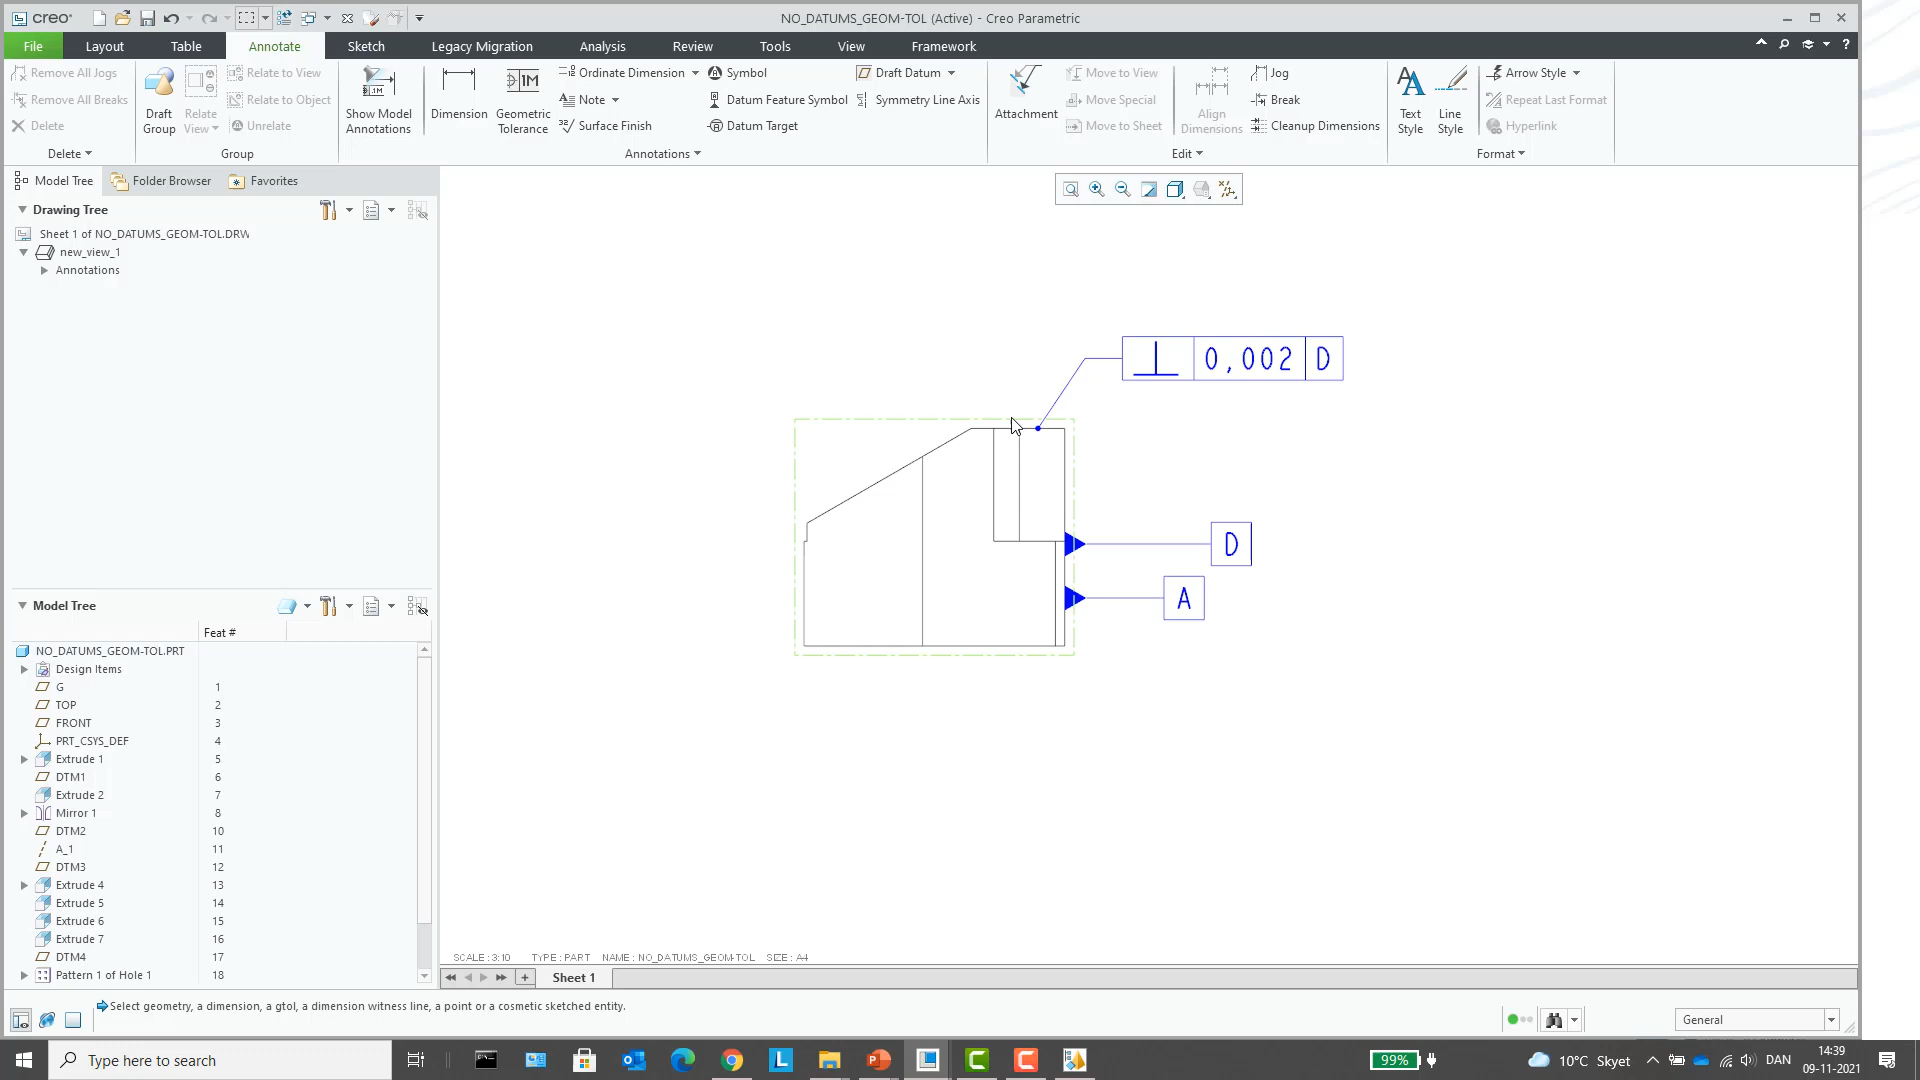 creo
NO_DATUMS_GEOM-TOL (Active) - Creo Parametric
File
Layout
Table
Annotate
Sketch
Legacy Migration
Analysis
Review
Tools
View
Framework
Remove All Jogs
Remove All Breaks
Delete
Delete
Draft Group
Relate View
Relate to View
Relate to Object
Unrelate
Group
Show Model Annotations
Dimension
Geometric Tolerance
Ordinate Dimension
Note
Surface Finish
Symbol
Datum Feature Symbol
Datum Target
Draft Datum
Symmetry Line Axis
Annotations
Attachment
Move to View
Move Special
Move to Sheet
Align Dimensions
Jog
Break
Cleanup Dimensions
Edit
Text Style
Line Style
Arrow Style
Repeat Last Format
Hyperlink
Format
Model Tree
Folder Browser
Favorites
Drawing Tree
Sheet 1 of NO_DATUMS_GEOM-TOL.DRW
new_view_1
Annotations
Model Tree
Feat #
NO_DATUMS_GEOM-TOL.PRT
Design Items
G 1
TOP 2
FRONT 3
PRT_CSYS_DEF 4
Extrude 1 5
DTM1 6
Extrude 2 7
Mirror 1 8
DTM2 10
A_1 11
DTM3 12
Extrude 4 13
Extrude 5 14
Extrude 6 15
Extrude 7 16
DTM4 17
Pattern 1 of Hole 1 18
⊥ 0,002 D
D
A
SCALE : 3:10 TYPE : PART NAME : NO_DATUMS_GEOM-TOL SIZE : A4
Sheet 1
Select geometry, a dimension, a gtol, a dimension witness line, a point or a cosmetic sketched entity.
General
Type here to search
99%
10°C Skyet
DAN
14:39
09-11-2021